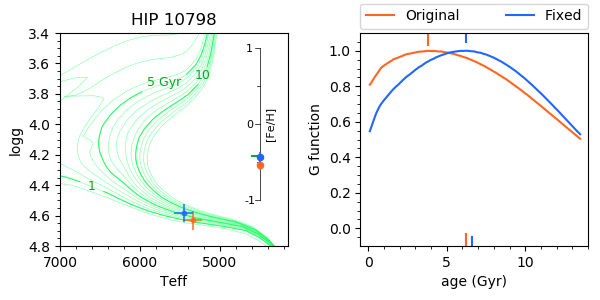 HIP 10798
Original Fixed
3.4
3.6
3.8
4.0
4.2
4.4
4.6
4.8
logg
7000 6000 5000
Teff
5 Gyr
10
1
1
0
-1
[Fe/H]
1.0
0.8
0.6
0.4
0.2
0.0
G function
0 5 10
age (Gyr)